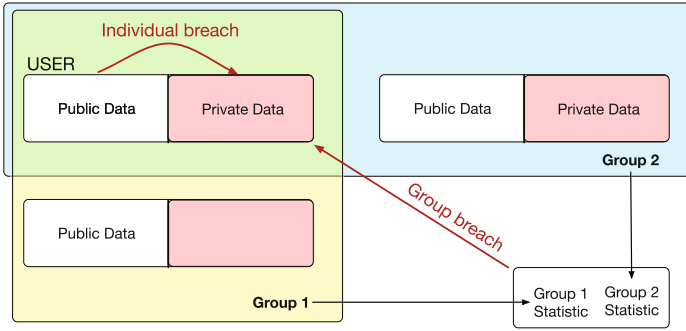 Individual breach
USER
Public Data
Private Data
Public Data
Private Data
Group 2
Group breach
Public Data
Group 1
Group 1
Statistic
Group 2
Statistic